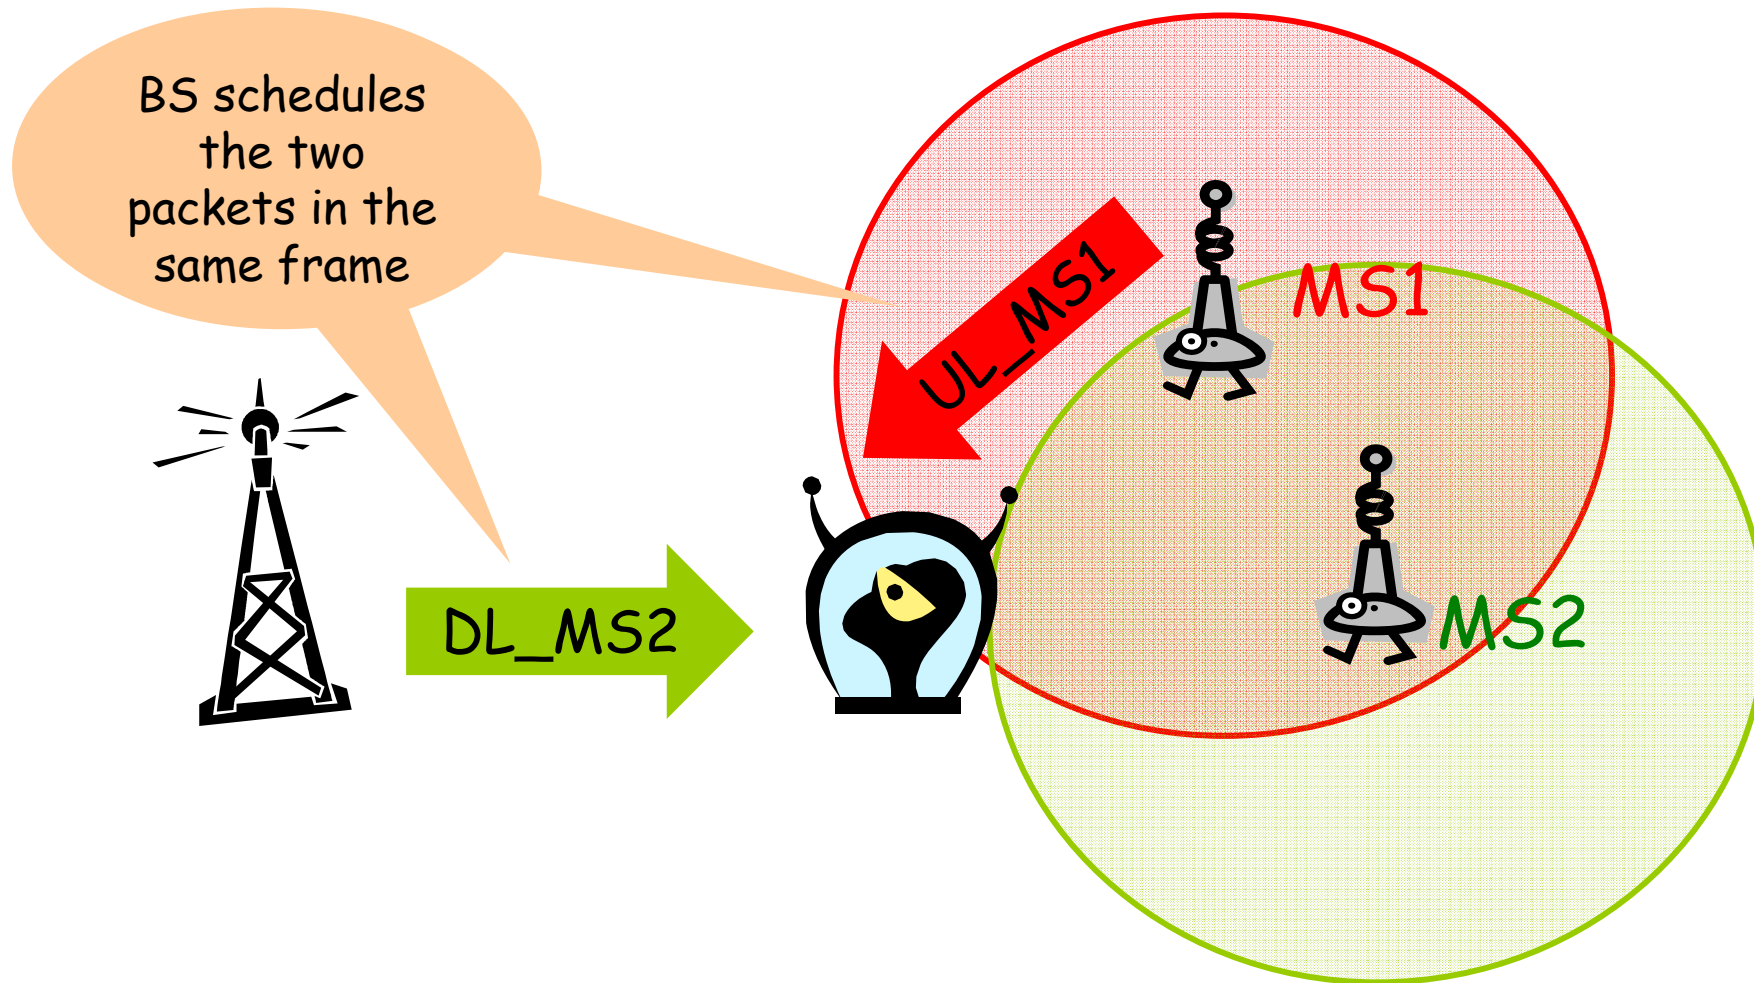 BS schedules
the two
packets in the
same frame
UL_MS1
MS1
DL_MS2
MS2